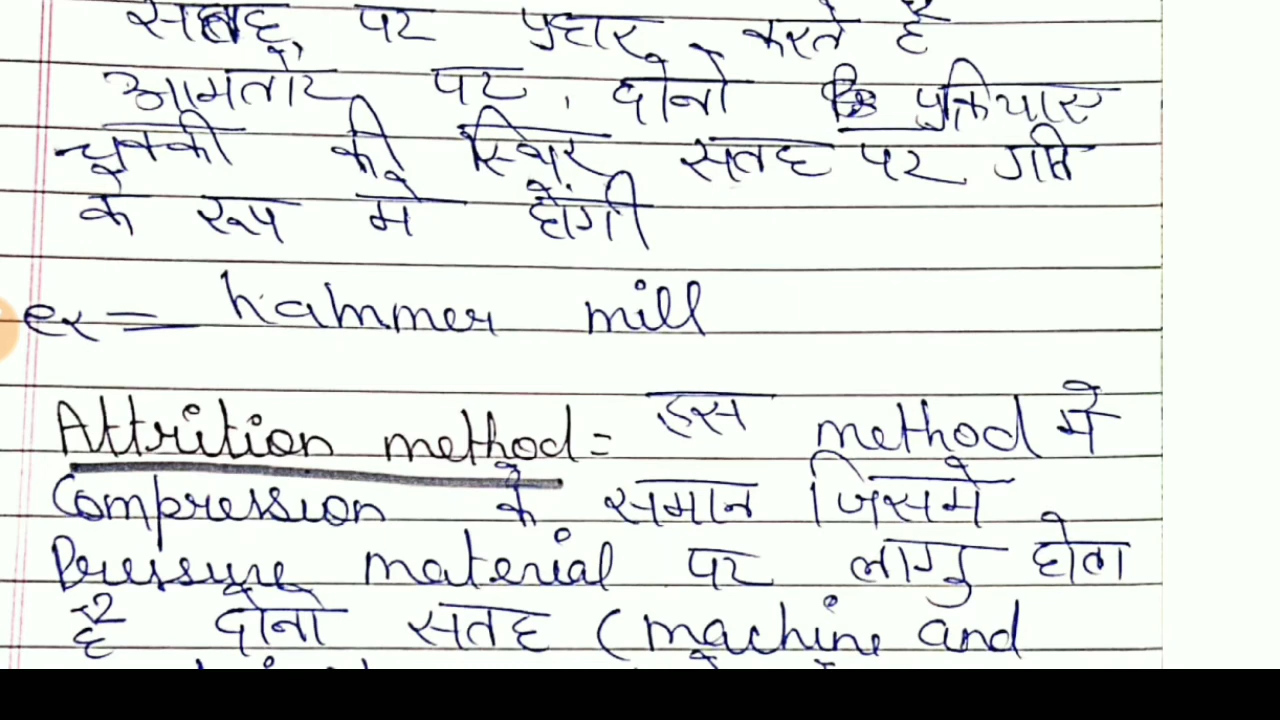 सतह पर प्रहार करते हैं
आमतौर पर दोनो प्रक्रियाए
चक्की की स्थिर सतह पर गति
के रूप मे होगी
ex = hammer mill
Attrition method = इस method में
Compression के समान जिसमे
Pressure material पर लागु होता
है दोनो सतह (machine and